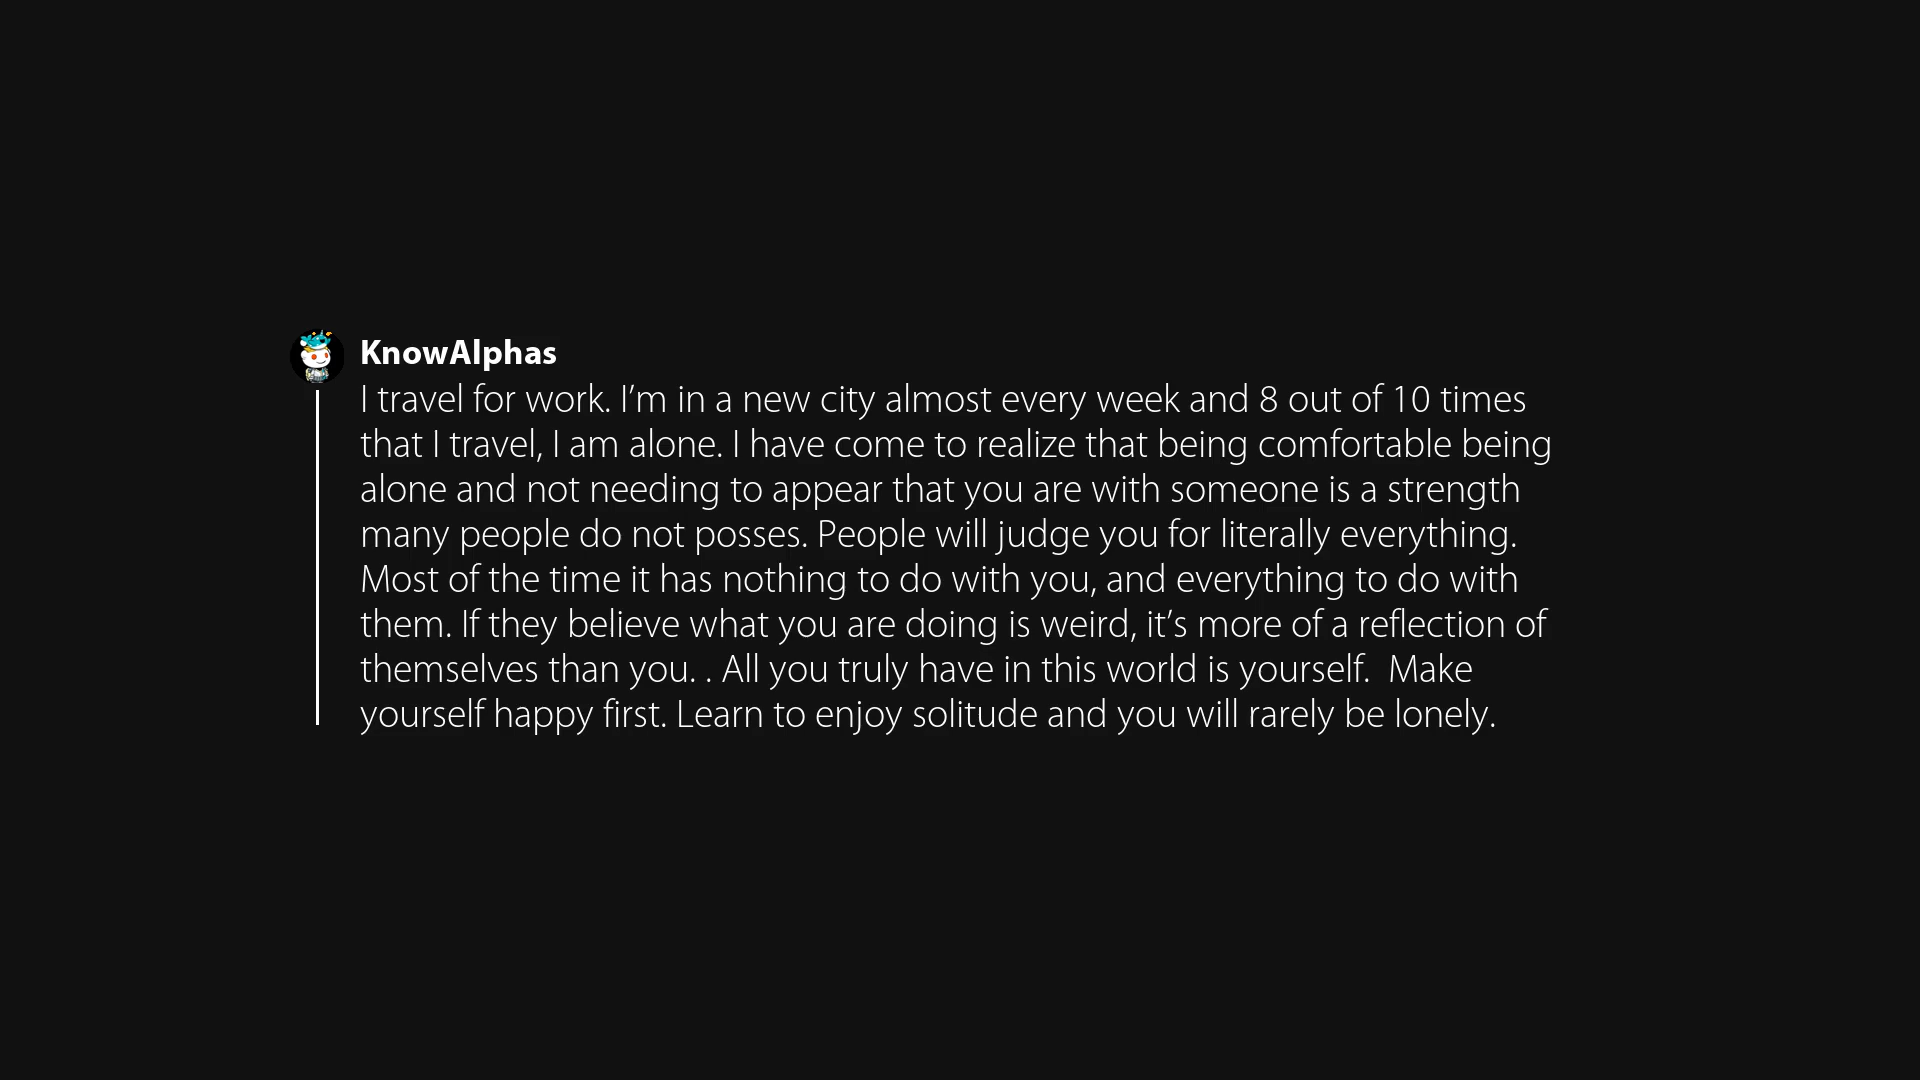 KnowAlphas
I travel for work. I’m in a new city almost every week and 8 out of 10 times
that I travel, I am alone. I have come to realize that being comfortable being
alone and not needing to appear that you are with someone is a strength
many people do not posses. People will judge you for literally everything.
Most of the time it has nothing to do with you, and everything to do with
them. If they believe what you are doing is weird, it’s more of a reflection of
themselves than you. . All you truly have in this world is yourself.  Make
yourself happy first. Learn to enjoy solitude and you will rarely be lonely.